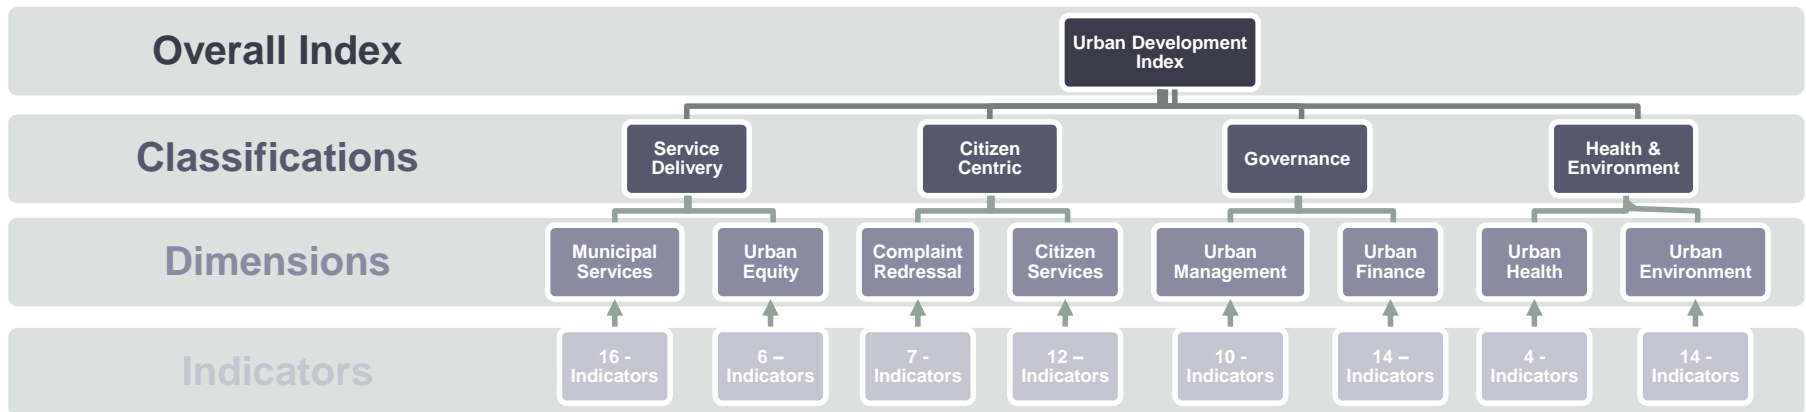 Overall Index
Urban Development
Index
Classifications
Service
Delivery
Citizen
Centric
Governance
Health &
Environment
Dimensions
Municipal
Services
Urban
Equity
Complaint
Redressal
Citizen
Services
Urban
Management
Urban
Finance
Urban
Health
Urban
Environment
Indicators
16 -
Indicators
6 –
Indicators
7 -
Indicators
12 –
Indicators
10 -
Indicators
14 –
Indicators
4 -
Indicators
14 -
Indicators